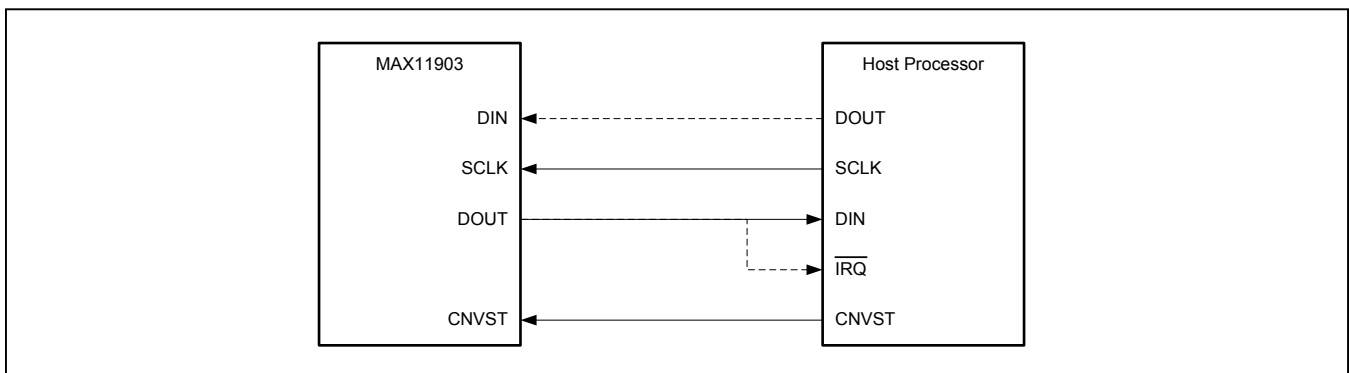 MAX11903 Host Processor
DIN DOUT
SCLK SCLK
DOUT DIN
IRQ
CNVST CNVST